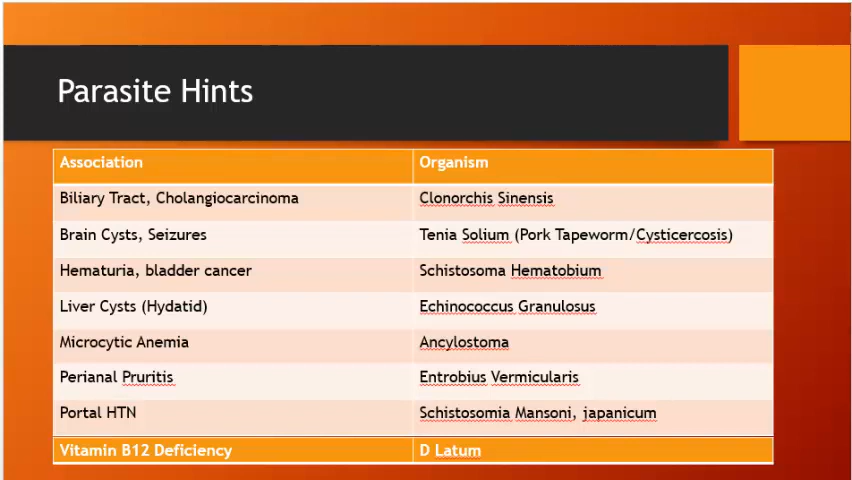 Parasite Hints
Association Organism
Biliary Tract, Cholangiocarcinoma Clonorchis Sinensis
Brain Cysts, Seizures Tenia Solium (Pork Tapeworm/Cysticercosis)
Hematuria, bladder cancer Schistosoma Hematobium
Liver Cysts (Hydatid) Echinococcus Granulosus
Microcytic Anemia Ancylostoma
Perianal Pruritis Entrobius Vermicularis
Portal HTN Schistosomia Mansoni, japanicum
Vitamin B12 Deficiency D Latum